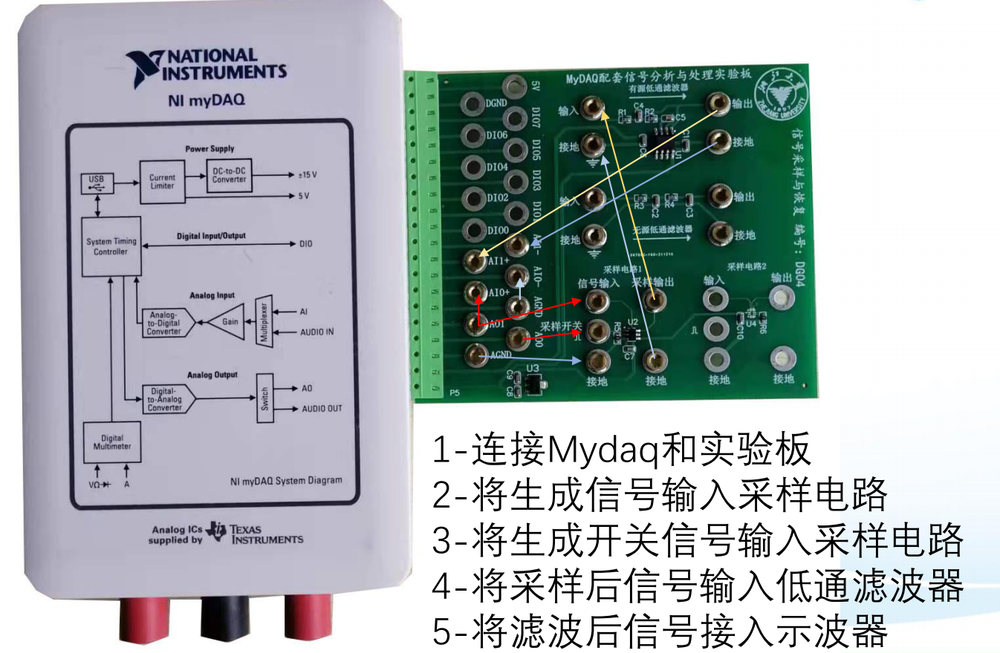 NATIONAL
INSTRUMENTS
NI myDAQ
Power Supply
USB
Current
Limiter
DC-to-DC
Converter
±15 V
5 V
System Timing
Controller
Digital Input/Output
DIO
Analog Input
Analog-
to-Digital
Converter
Gain
Multiplexer
AI
AUDIO IN
Analog Output
Digital-
to-Analog
Converter
Switch
AO
AUDIO OUT
Digital
Multimeter
VΩ
A
NI myDAQ System Diagram
Analog ICs
supplied by
TEXAS
INSTRUMENTS
MyDAQ配套信号分析与处理实验板
有源低通滤波器
ZHEJIANG UNIVERSITY
1897
信号采样与恢复 编号: DG04
5V
DGND
DIO7
DIO6
DIO5
DIO4
DIO3
DIO2
DIO1
DIO0
AI1-
AI1+
AI0-
AI0+
AGND
AO1
AO0
AGND
P5
输入
R1
C4
R2
C5
输出
接地
C6
U1
C1
接地
输入
R3
C2
R4
C3
输出
接地
无源低通滤波器
接地
采样电路1
采样电路2
信号输入
采样输出
输入
输出
采样开关
R5
U2
C7
C10
U4
R6
接地
接地
接地
接地
U3
C9
C8
1-连接Mydaq和实验板
2-将生成信号输入采样电路
3-将生成开关信号输入采样电路
4-将采样后信号输入低通滤波器
5-将滤波后信号接入示波器